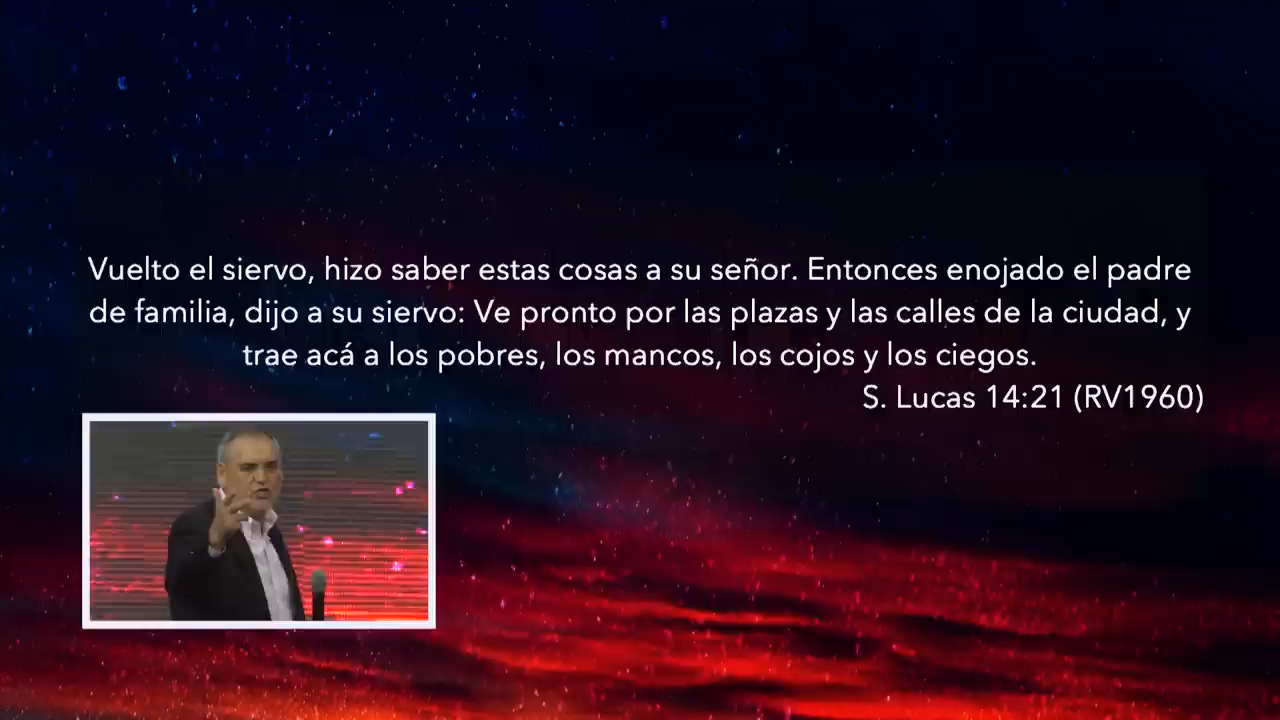 Vuelto el siervo, hizo saber estas cosas a su señor. Entonces enojado el padre
de familia, dijo a su siervo: Ve pronto por las plazas y las calles de la ciudad, y
trae acá a los pobres, los mancos, los cojos y los ciegos.
S. Lucas 14:21 (RV1960)